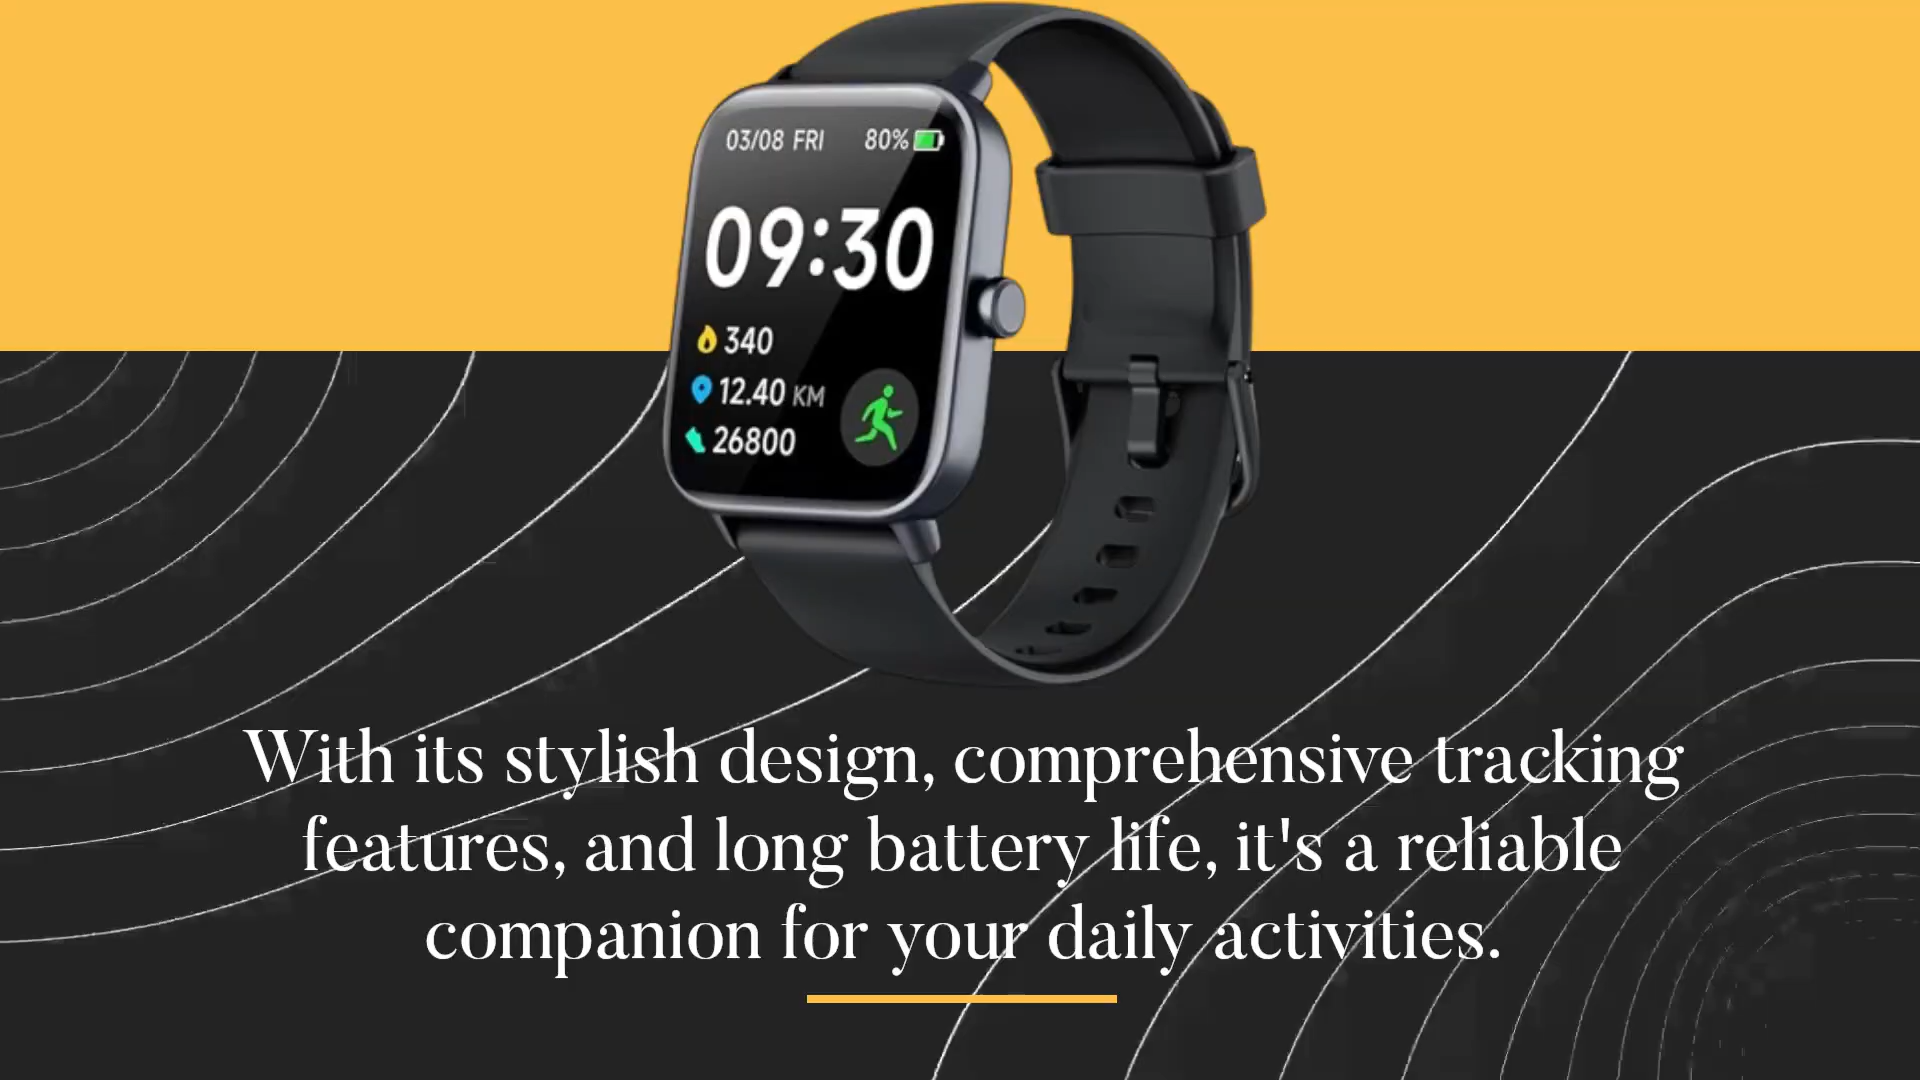 03/08 FRI 80%
09:30
340
12.40 KM
26800
With its stylish design, comprehensive tracking
features, and long battery life, it's a reliable
companion for your daily activities.